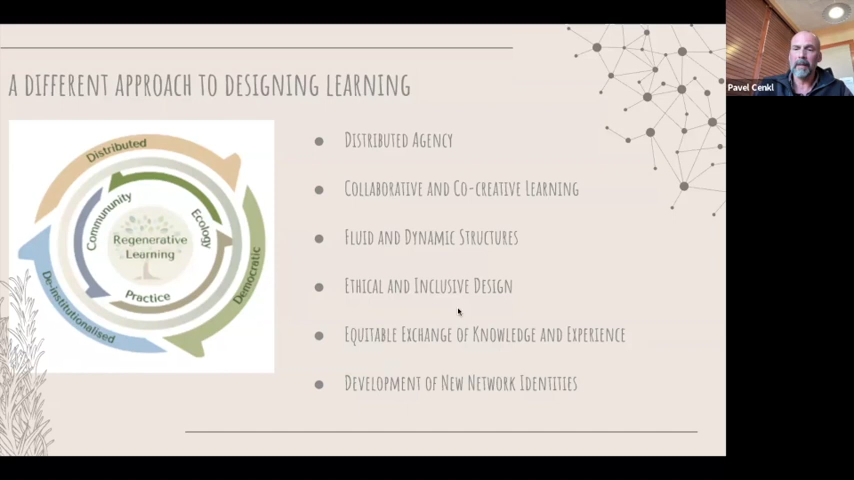 A DIFFERENT APPROACH TO DESIGNING LEARNING
Distributed
Community
Ecology
Regenerative
Learning
Practice
Democratic
De-institutionalised
DISTRIBUTED AGENCY
COLLABORATIVE AND CO-CREATIVE LEARNING
FLUID AND DYNAMIC STRUCTURES
ETHICAL AND INCLUSIVE DESIGN
EQUITABLE EXCHANGE OF KNOWLEDGE AND EXPERIENCE
DEVELOPMENT OF NEW NETWORK IDENTITIES
Pavel Cenkl